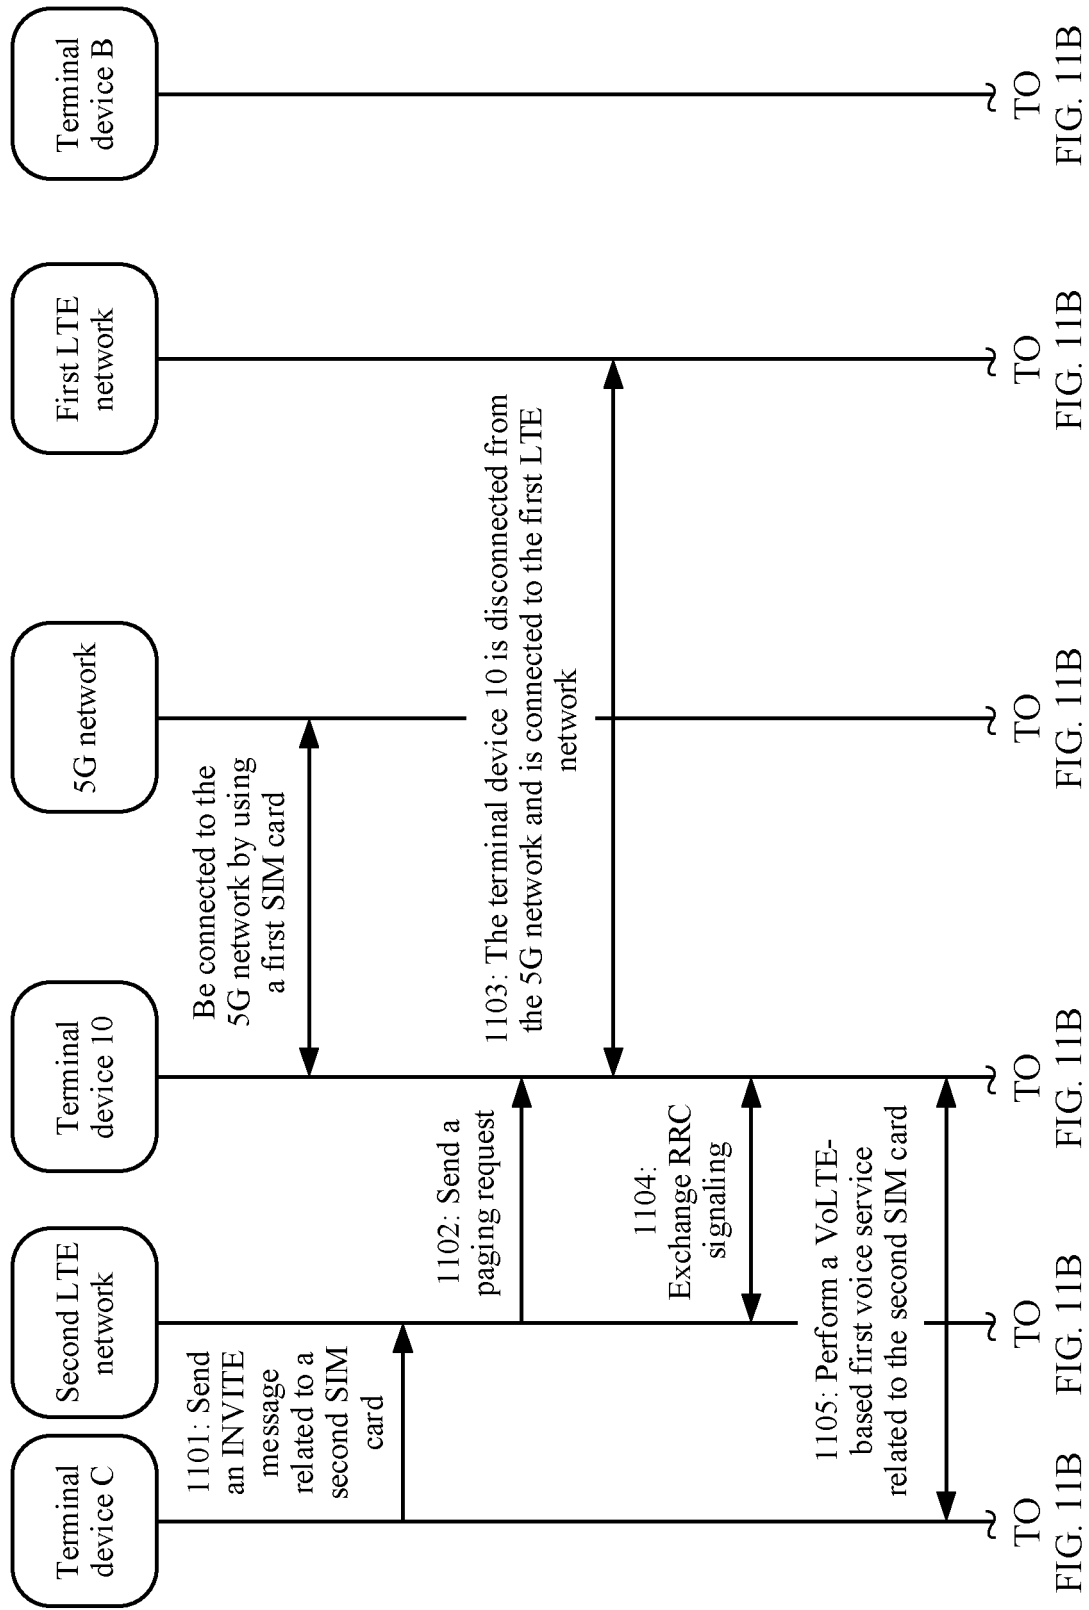 Terminal
device C
Second LTE
network
Terminal
device 10
5G network
First LTE
network
Terminal
device B
Be connected to the
5G network by using
a first SIM card
1101: Send
an INVITE
message
related to a
second SIM
card
1102: Send a
paging request
1103: The terminal device 10 is disconnected from
the 5G network and is connected to the first LTE
network
1104:
Exchange RRC
signaling
1105: Perform a VoLTE-
based first voice service
related to the second SIM card
TO
FIG. 11B
TO
FIG. 11B
TO
FIG. 11B
TO
FIG. 11B
TO
FIG. 11B
TO
FIG. 11B